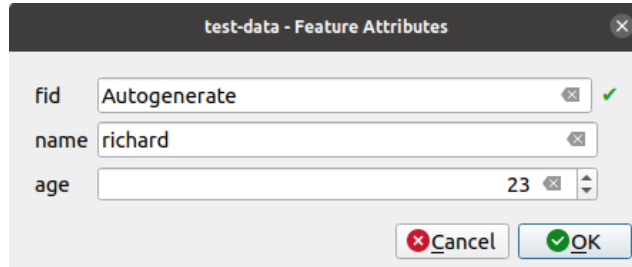 test-data - Feature Attributes
fid Autogenerate
name richard
age 23
Cancel OK